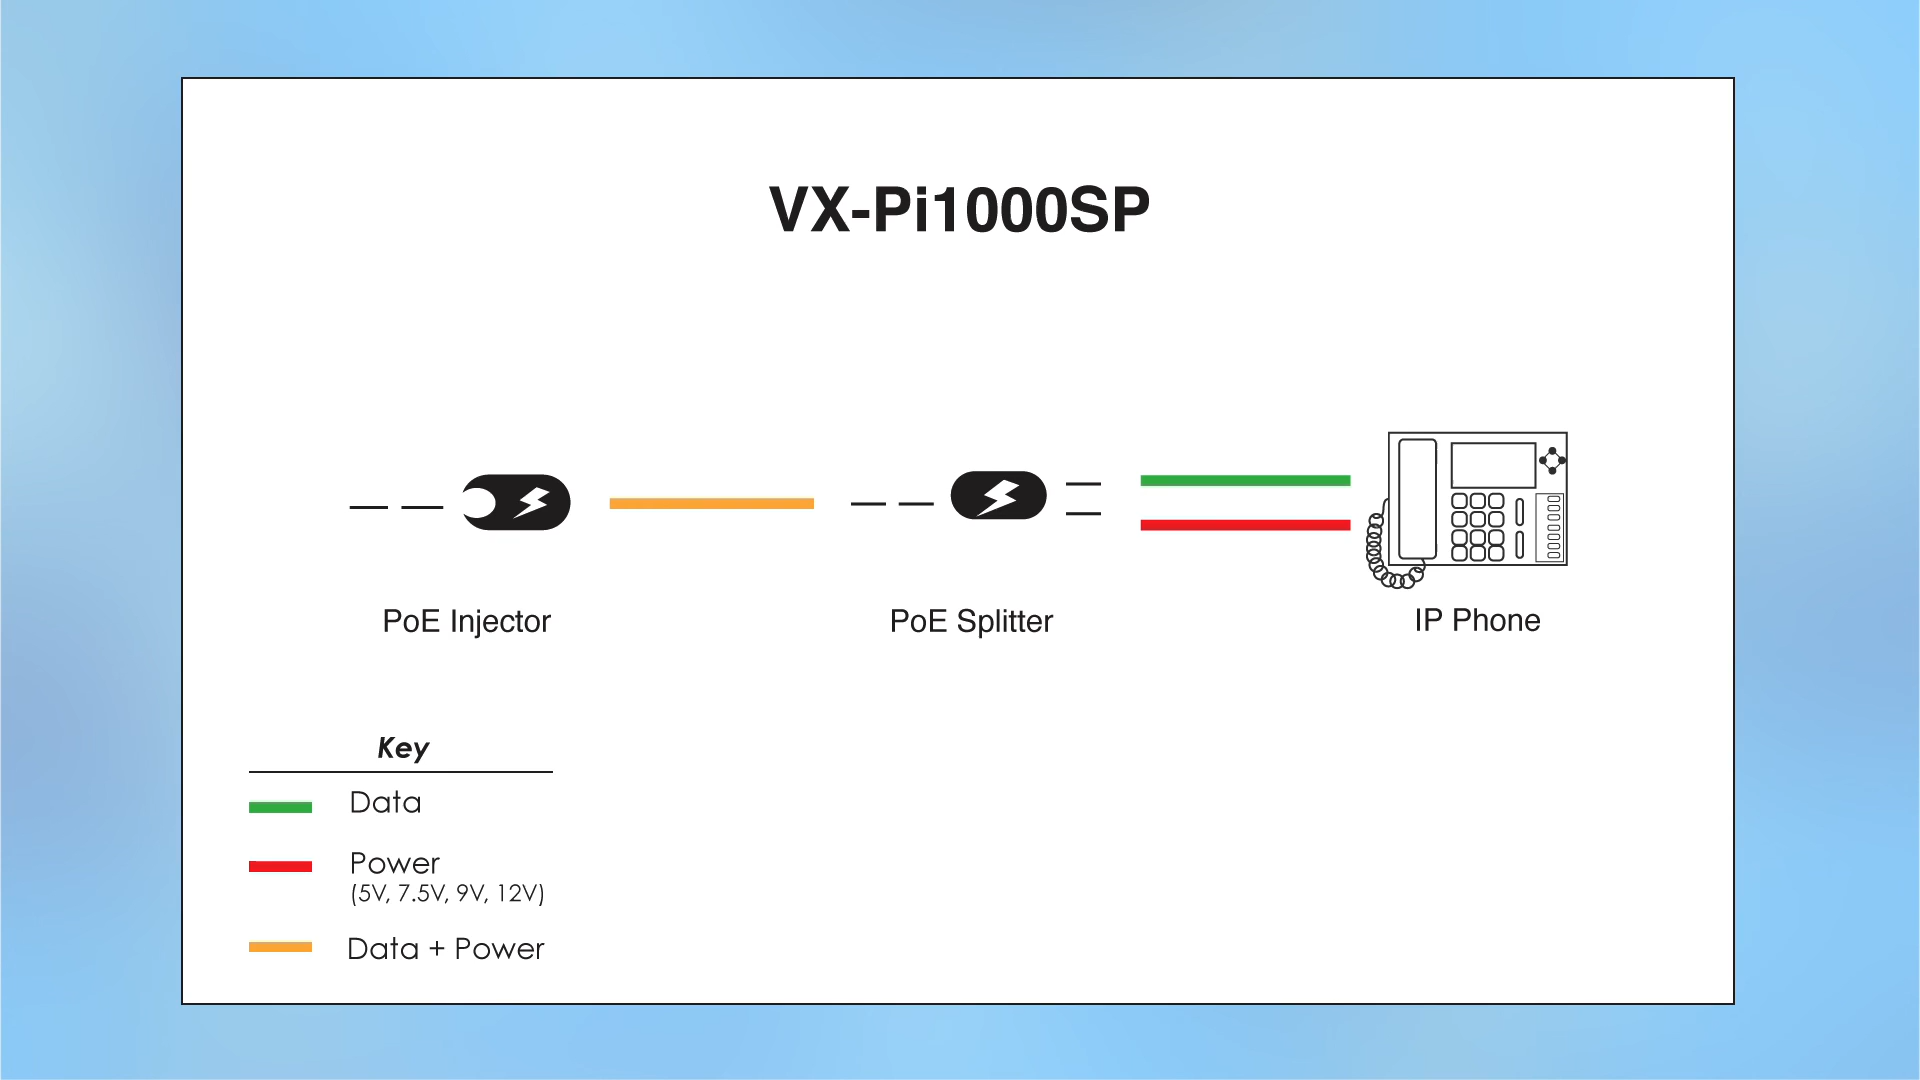 VX-Pi1000SP
PoE Injector
PoE Splitter
IP Phone
Key
Data
Power
(5V, 7.5V, 9V, 12V)
Data + Power